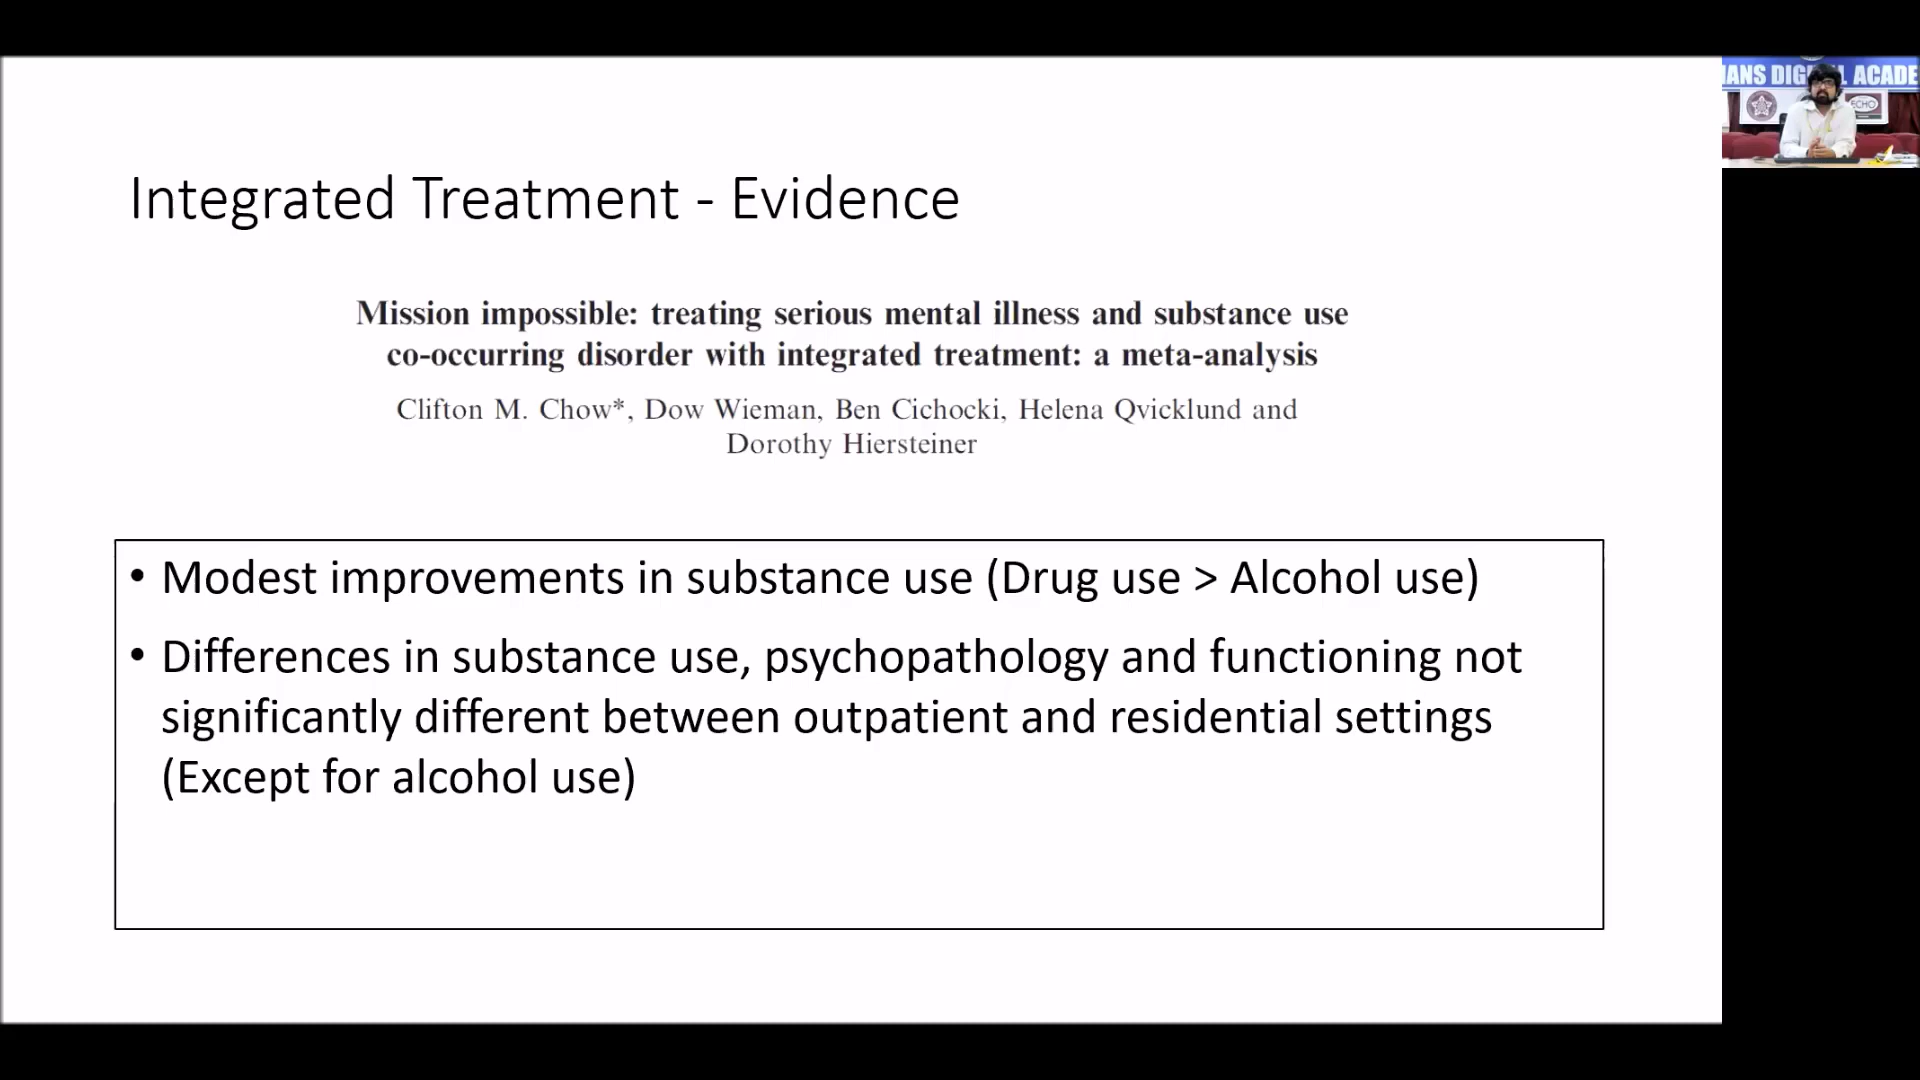 Integrated Treatment - Evidence
Mission impossible: treating serious mental illness and substance use
co-occurring disorder with integrated treatment: a meta-analysis
Clifton M. Chow*, Dow Wieman, Ben Cichocki, Helena Qvicklund and
Dorothy Hiersteiner
• Modest improvements in substance use (Drug use > Alcohol use)
• Differences in substance use, psychopathology and functioning not
significantly different between outpatient and residential settings
(Except for alcohol use)
ECHO